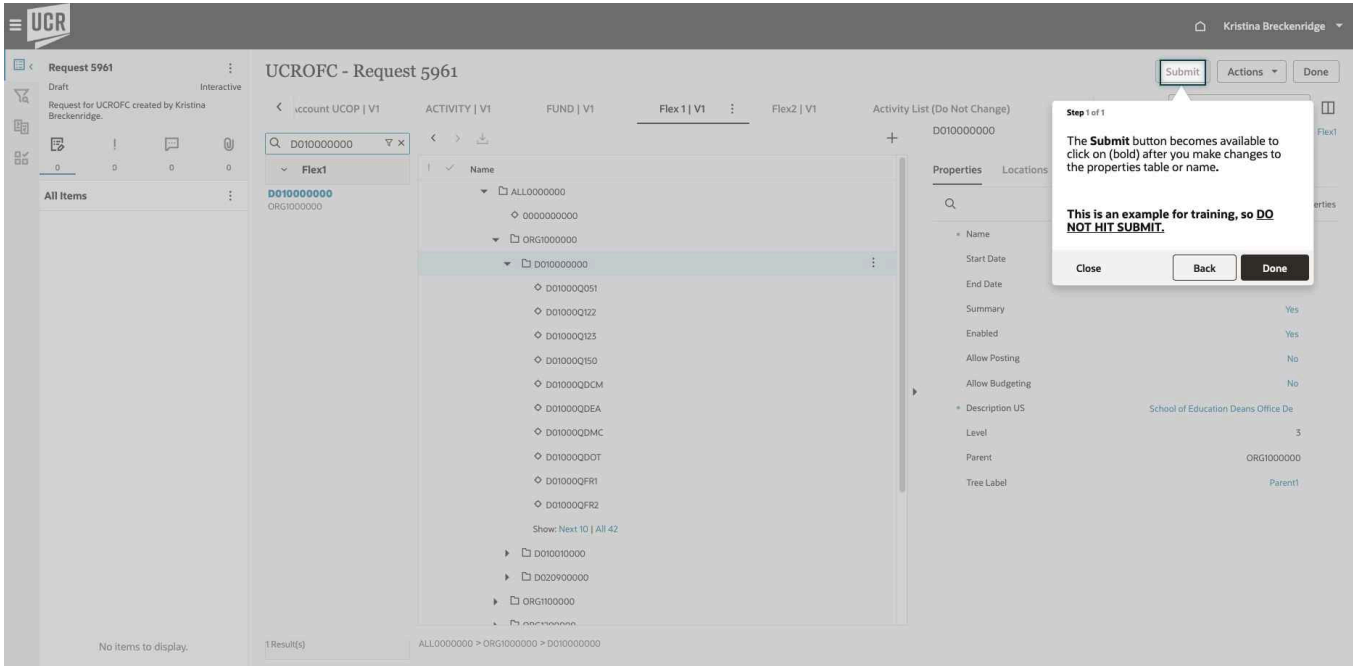 UCR
Kristina Breckenridge
Request 5961
Draft
Interactive
Request for UCROFC created by Kristina
Breckenridge.
0
0
0
0
All Items
No items to display.
UCROFC - Request 5961
Submit
Actions
Done
ccount UCOP | V1
ACTIVITY | V1
FUND | V1
Flex 1 | V1
Flex2 | V1
Activity List (Do Not Change)
D010000000
Flex1
D010000000
ORG1000000
1 Result(s)
Name
ALL0000000
0000000000
ORG1000000
D010000000
D01000Q051
D01000Q122
D01000Q123
D01000Q150
D01000QDCM
D01000QDEA
D01000QDMC
D01000QDOT
D01000QFR1
D01000QFR2
Show: Next 10 | All 42
D010010000
D020900000
ORG1100000
ALL0000000 > ORG1000000 > D010000000
D010000000
Flex1
Properties
Locations
erties
Name
Start Date
End Date
Summary
Yes
Enabled
Yes
Allow Posting
No
Allow Budgeting
No
Description US
School of Education Deans Office De
Level
3
Parent
ORG1000000
Tree Label
Parent1
Step 1 of 1
The Submit button becomes available to
click on (bold) after you make changes to
the properties table or name.
This is an example for training, so DO
NOT HIT SUBMIT.
Close
Back
Done